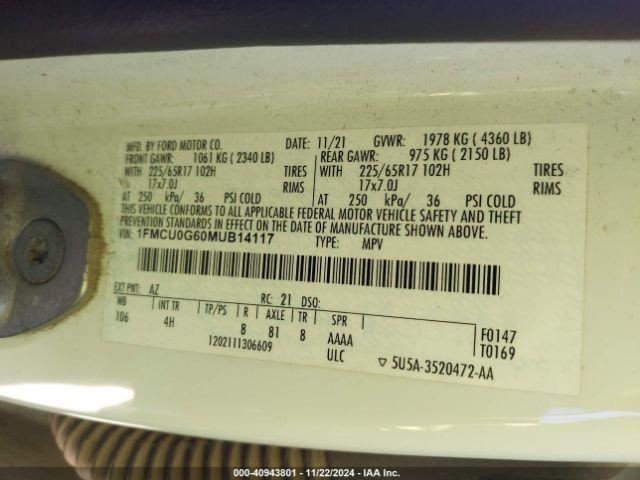 MFD. BY FORD MOTOR CO. DATE: 11/21 GVWR: 1978 KG ( 4360 LB)
FRONT GAWR: 1061 KG ( 2340 LB) REAR GAWR: 975 KG ( 2150 LB)
WITH 225/65R17 102H TIRES WITH 225/65R17 102H TIRES
17x7.0J RIMS 17x7.0J RIMS
AT 250 kPa/ 36 PSI COLD AT 250 kPa/ 36 PSI COLD
THIS VEHICLE CONFORMS TO ALL APPLICABLE FEDERAL MOTOR VEHICLE SAFETY AND THEFT
PREVENTION STANDARDS IN EFFECT ON THE DATE OF MANUFACTURE SHOWN ABOVE.
VIN: 1FMCU0G60MUB14117 TYPE: MPV
EXT PNT: AZ RC: 21 DSO:
WB INT TR TP/PS R AXLE TR SPR
106 4H 8 81 8 AAAA F0147
1202111306609 ULC T0169
▽ 5U5A-3520472-AA
000-40943801 - 11/22/2024 - IAA Inc.